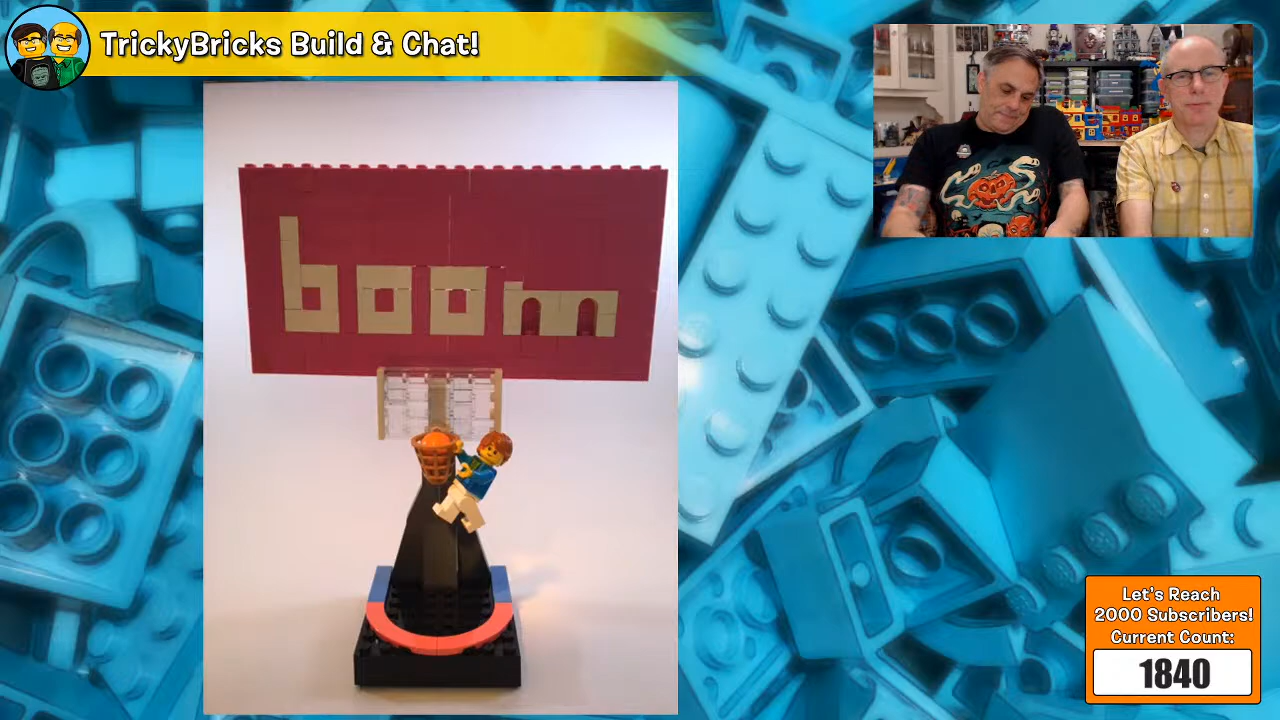 TrickyBricks Build & Chat!
boom
Let's Reach
2000 Subscribers!
Current Count:
1840